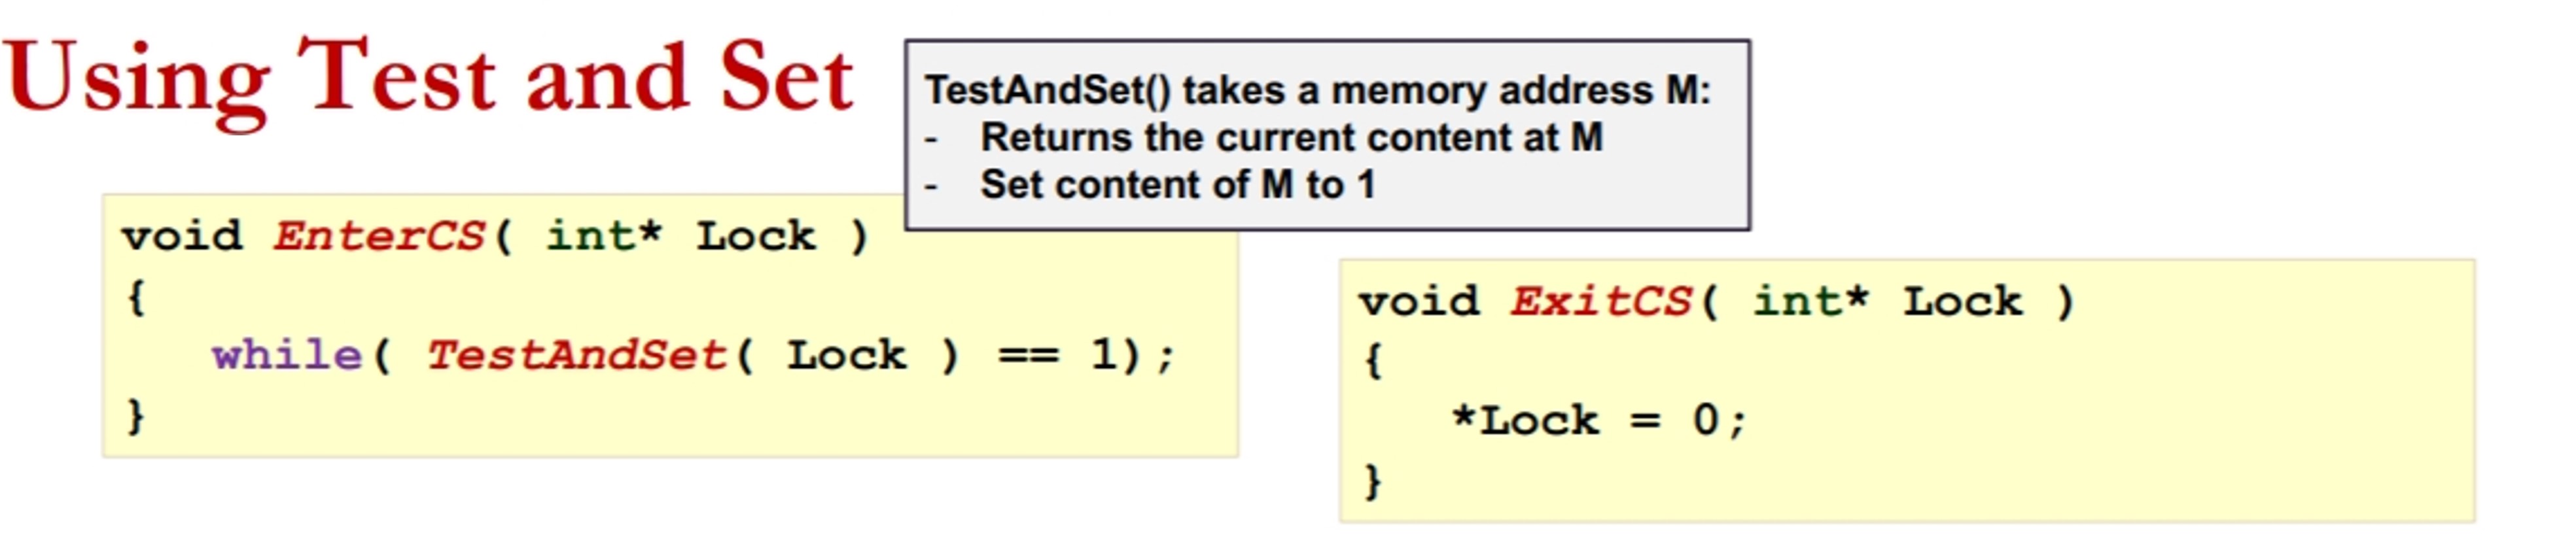 Using Test and Set
TestAndSet() takes a memory address M:
- Returns the current content at M
- Set content of M to 1
void EnterCS( int* Lock )
{
while( TestAndSet( Lock ) == 1);
}
void ExitCS( int* Lock )
{
*Lock = 0;
}